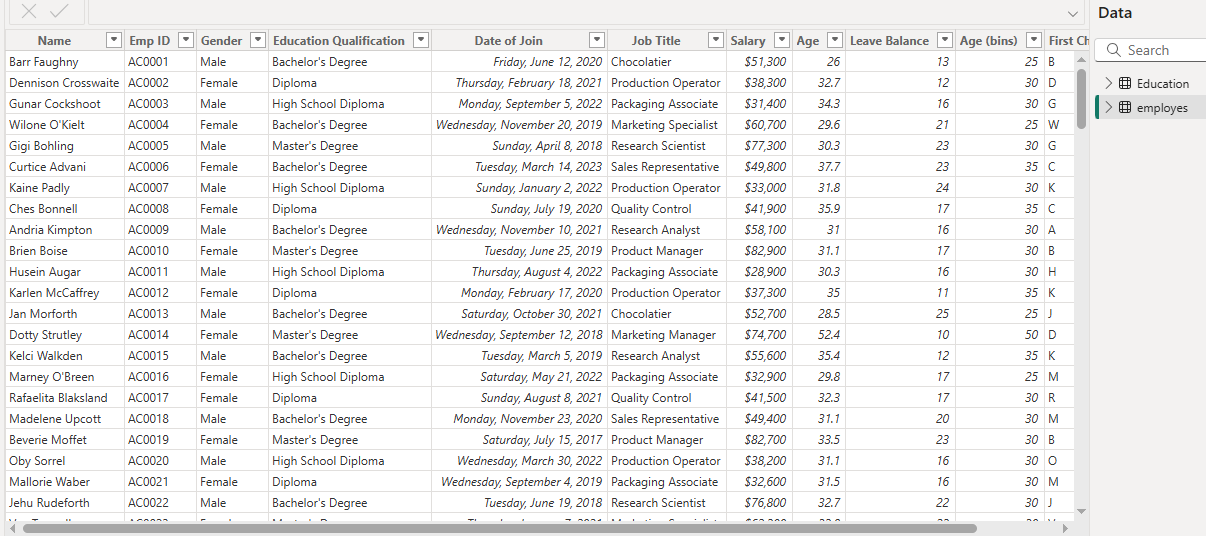 Data
Name Emp ID Gender Education Qualification Date of Join Job Title Salary Age Leave Balance Age (bins) First Ch
Search
Barr Faughny AC0001 Male Bachelor's Degree Friday, June 12, 2020 Chocolatier $51,300 26 13 25 B
Dennison Crosswaite AC0002 Female Diploma Thursday, February 18, 2021 Production Operator $38,300 32.7 12 30 D
Education
Gunar Cockshoot AC0003 Male High School Diploma Monday, September 5, 2022 Packaging Associate $31,400 34.3 16 30 G
employes
Wilone O'Kielt AC0004 Female Bachelor's Degree Wednesday, November 20, 2019 Marketing Specialist $60,700 29.6 21 25 W
Gigi Bohling AC0005 Male Master's Degree Sunday, April 8, 2018 Research Scientist $77,300 30.3 23 30 G
Curtice Advani AC0006 Female Bachelor's Degree Tuesday, March 14, 2023 Sales Representative $49,800 37.7 23 35 C
Kaine Padly AC0007 Male High School Diploma Sunday, January 2, 2022 Production Operator $33,000 31.8 24 30 K
Ches Bonnell AC0008 Female Diploma Sunday, July 19, 2020 Quality Control $41,900 35.9 17 35 C
Andria Kimpton AC0009 Male Bachelor's Degree Wednesday, November 10, 2021 Research Analyst $58,100 31 16 30 A
Brien Boise AC0010 Female Master's Degree Tuesday, June 25, 2019 Product Manager $82,900 31.1 17 30 B
Husein Augar AC0011 Male High School Diploma Thursday, August 4, 2022 Packaging Associate $28,900 30.3 16 30 H
Karlen McCaffrey AC0012 Female Diploma Monday, February 17, 2020 Production Operator $37,300 35 11 35 K
Jan Morforth AC0013 Male Bachelor's Degree Saturday, October 30, 2021 Chocolatier $52,700 28.5 25 25 J
Dotty Strutley AC0014 Female Master's Degree Wednesday, September 12, 2018 Marketing Manager $74,700 52.4 10 50 D
Kelci Walkden AC0015 Male Bachelor's Degree Tuesday, March 5, 2019 Research Analyst $55,600 35.4 12 35 K
Marney O'Breen AC0016 Female High School Diploma Saturday, May 21, 2022 Packaging Associate $32,900 29.8 17 25 M
Rafaelita Blaksland AC0017 Female Diploma Sunday, August 8, 2021 Quality Control $41,500 32.3 17 30 R
Madelene Upcott AC0018 Male Bachelor's Degree Monday, November 23, 2020 Sales Representative $49,400 31.1 20 30 M
Beverie Moffet AC0019 Female Master's Degree Saturday, July 15, 2017 Product Manager $82,700 33.5 23 30 B
Oby Sorrel AC0020 Male High School Diploma Wednesday, March 30, 2022 Production Operator $38,200 31.1 16 30 O
Mallorie Waber AC0021 Female Diploma Wednesday, September 4, 2019 Packaging Associate $32,600 31.5 16 30 M
Jehu Rudeforth AC0022 Male Bachelor's Degree Tuesday, June 19, 2018 Research Scientist $76,800 32.7 22 30 J